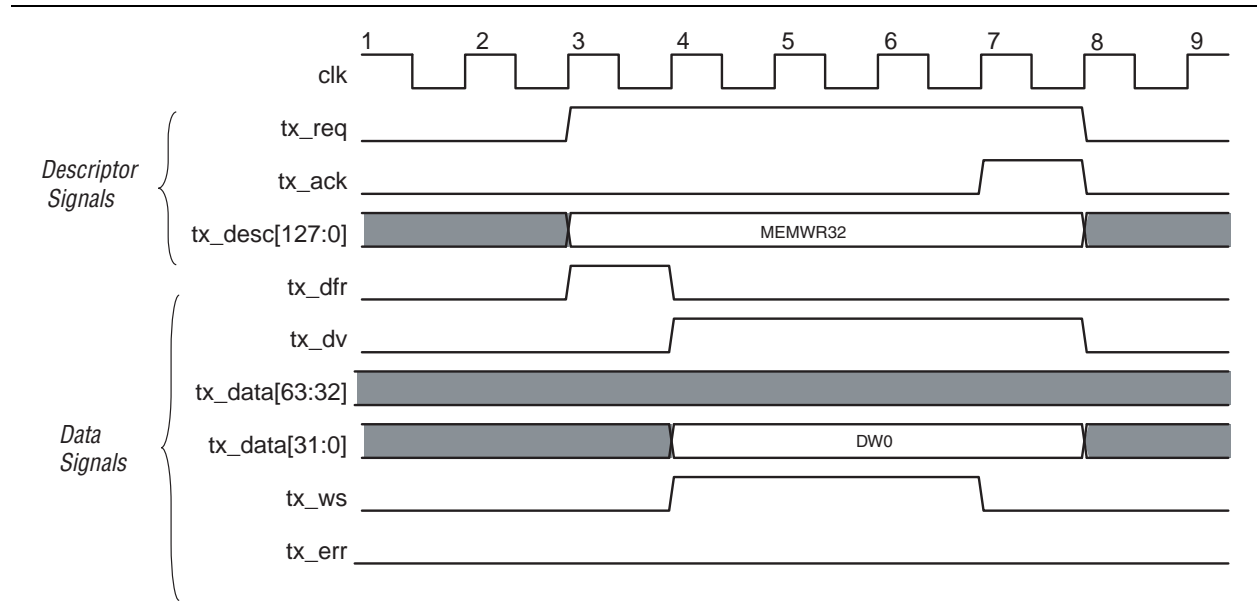 1 2 3 4 5 6 7 8 9
clk
tx_req
Descriptor
Signals
tx_ack
tx_desc[127:0] MEMWR32
tx_dfr
tx_dv
tx_data[63:32]
Data
Signals
tx_data[31:0] DW0
tx_ws
tx_err